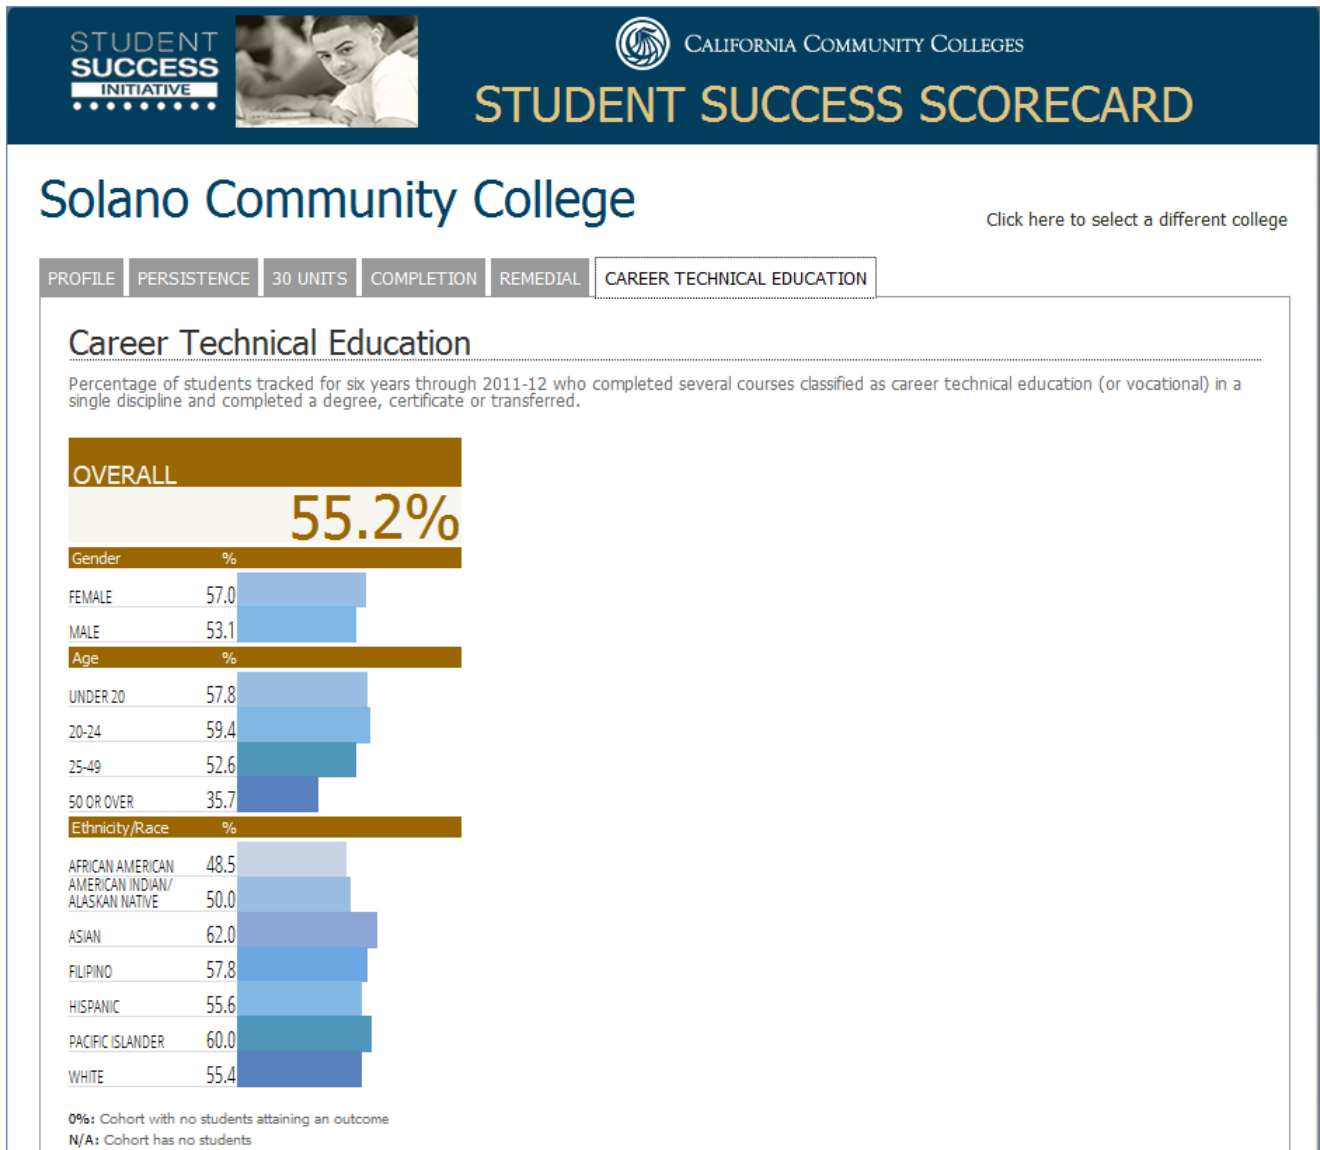 STUDENT
SUCCESS
INITIATIVE
CALIFORNIA COMMUNITY COLLEGES
STUDENT SUCCESS SCORECARD
Solano Community College
Click here to select a different college
PROFILE PERSISTENCE 30 UNITS COMPLETION REMEDIAL CAREER TECHNICAL EDUCATION
Career Technical Education
Percentage of students tracked for six years through 2011-12 who completed several courses classified as career technical education (or vocational) in a
single discipline and completed a degree, certificate or transferred.
OVERALL
55.2%
Gender %
FEMALE 57.0
MALE 53.1
Age %
UNDER 20 57.8
20-24 59.4
25-49 52.6
50 OR OVER 35.7
Ethnicity/Race %
AFRICAN AMERICAN 48.5
AMERICAN INDIAN/
ALASKAN NATIVE 50.0
ASIAN 62.0
FILIPINO 57.8
HISPANIC 55.6
PACIFIC ISLANDER 60.0
WHITE 55.4
0%: Cohort with no students attaining an outcome
N/A: Cohort has no students